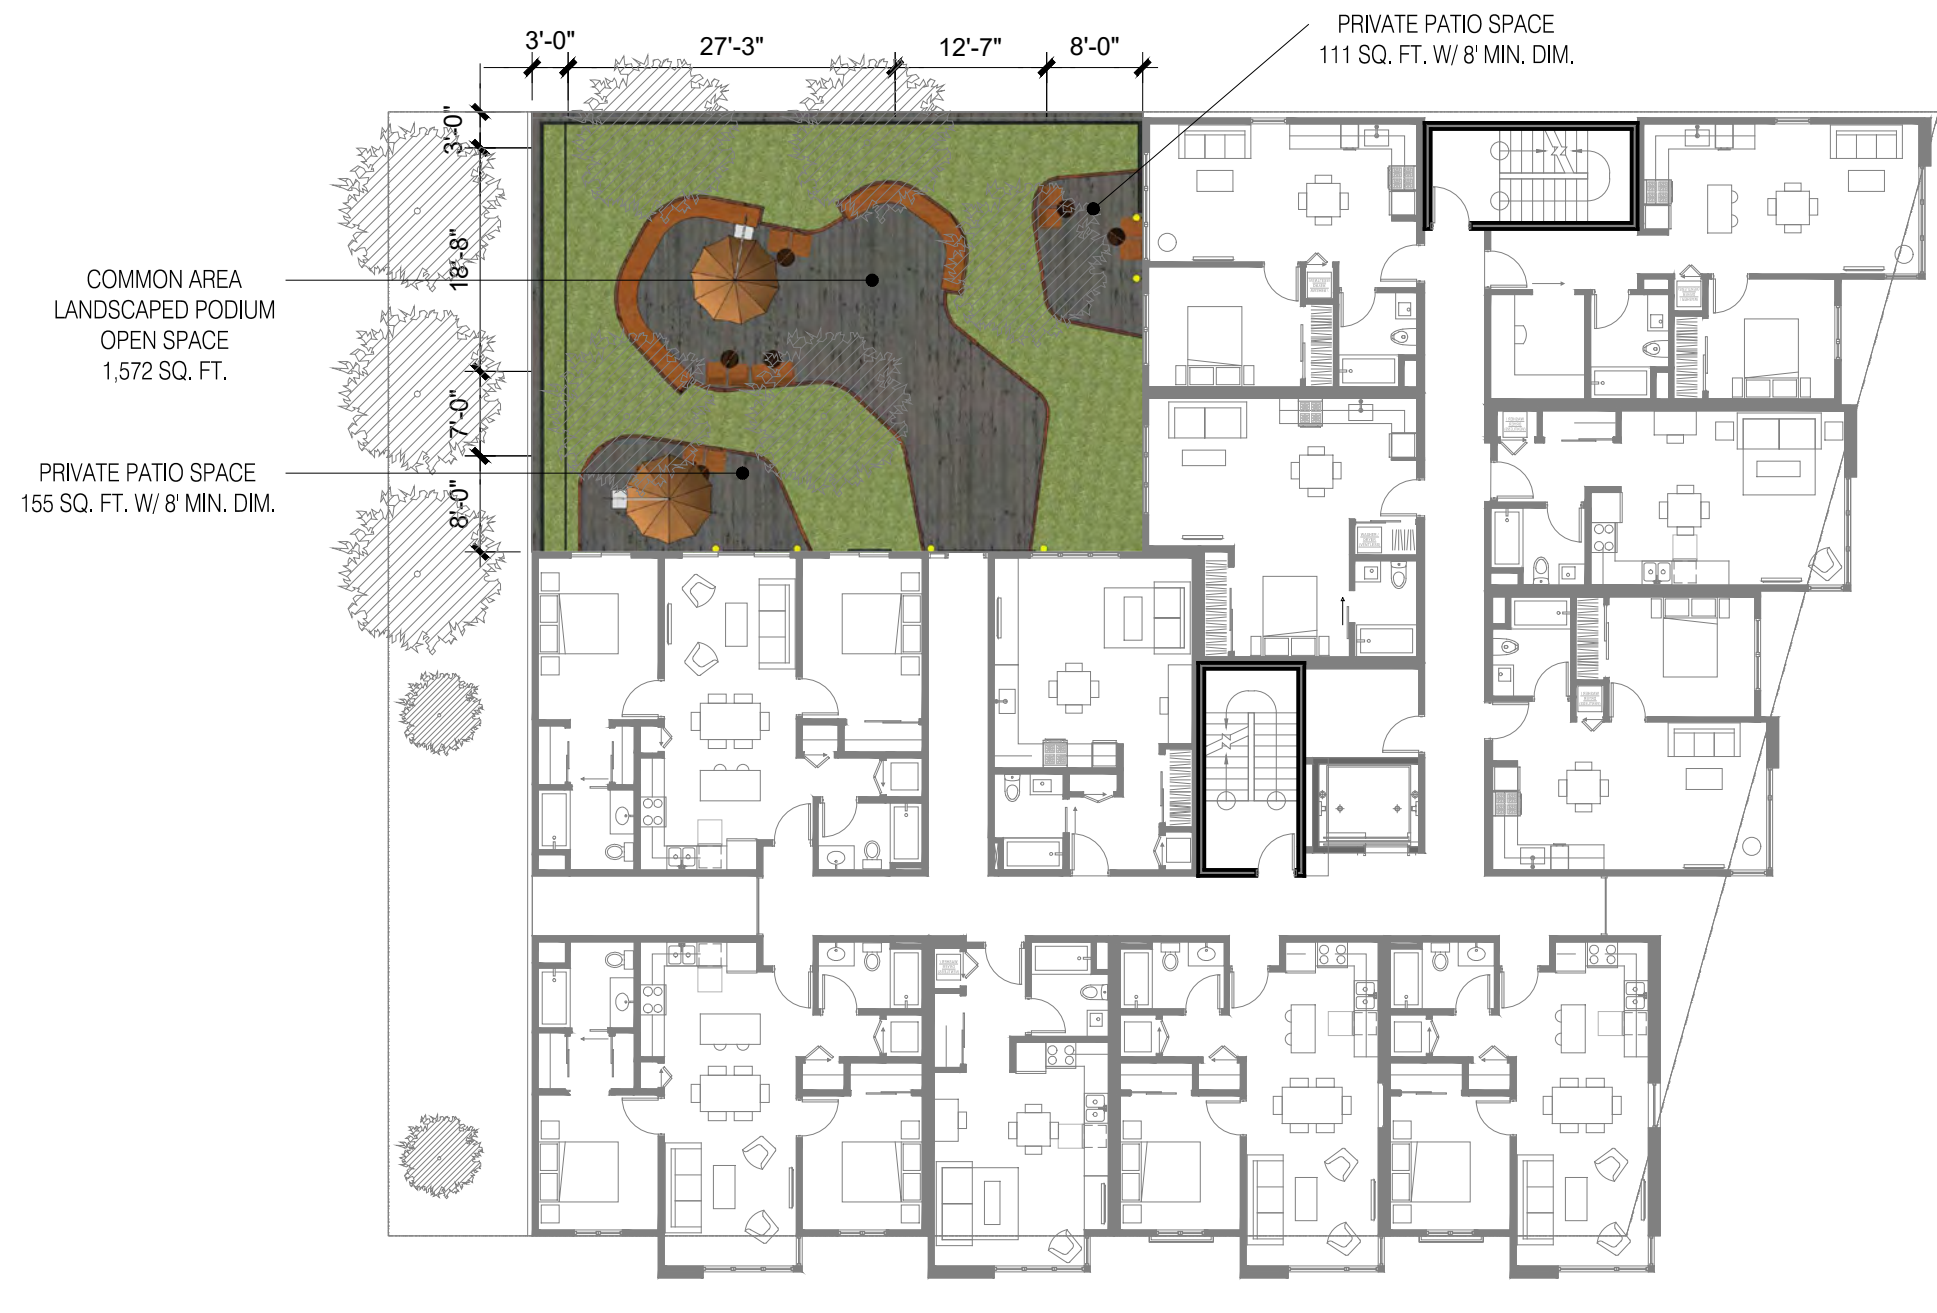 PRIVATE PATIO SPACE
111 SQ. FT. W/ 8' MIN. DIM.
3'-0"
27'-3"
12'-7"
8'-0"
3'-0"
18'-8"
7'-0"
8'-0"
COMMON AREA
LANDSCAPED PODIUM
OPEN SPACE
1,572 SQ. FT.
PRIVATE PATIO SPACE
155 SQ. FT. W/ 8' MIN. DIM.